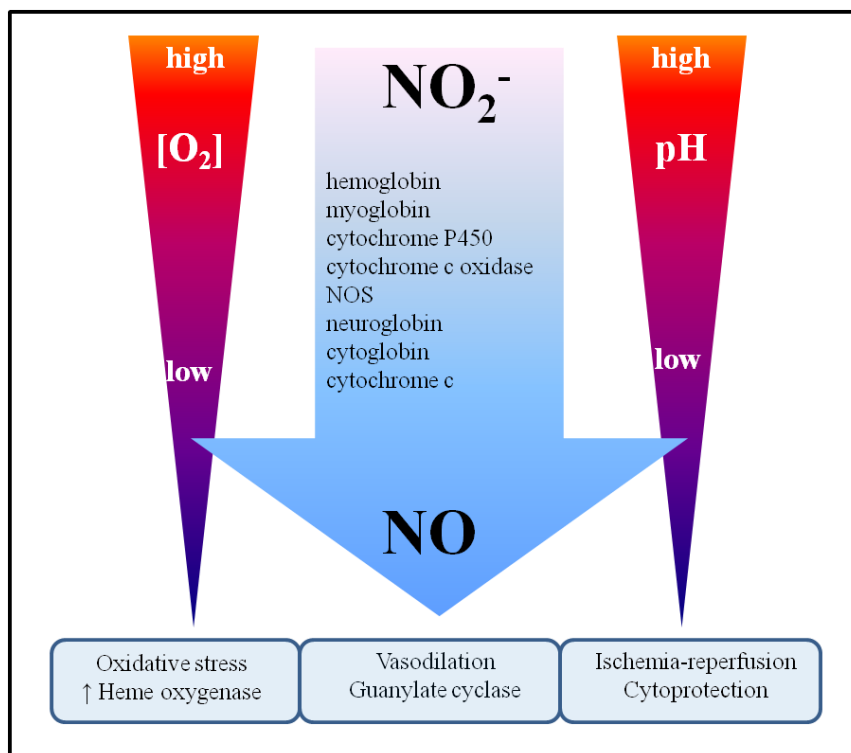 high
[O₂]
low
NO₂⁻
hemoglobin
myoglobin
cytochrome P450
cytochrome c oxidase
NOS
neuroglobin
cytoglobin
cytochrome c
NO
high
pH
low
Oxidative stress
↑ Heme oxygenase
Vasodilation
Guanylate cyclase
Ischemia-reperfusion
Cytoprotection